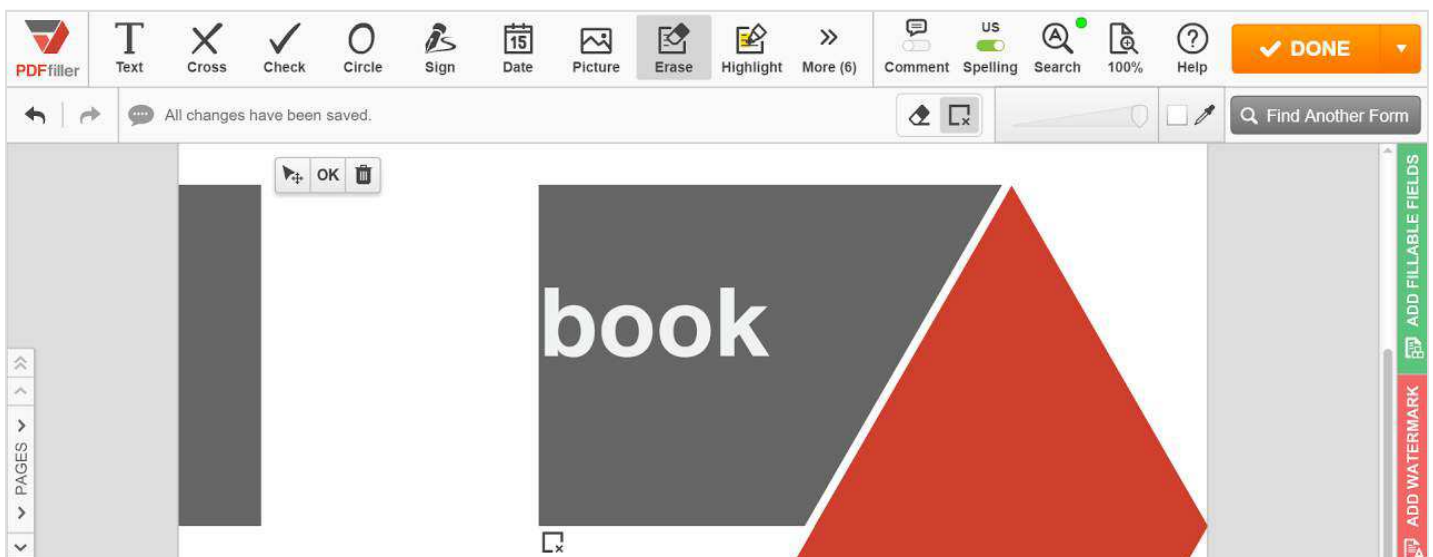 PDFfiller
Text
Cross
Check
Circle
Sign
15
Date
Picture
Erase
Highlight
More (6)
Comment
US
Spelling
A
Search
100%
?
Help
DONE
All changes have been saved.
Find Another Form
OK
book
PAGES
ADD FILLABLE FIELDS
ADD WATERMARK